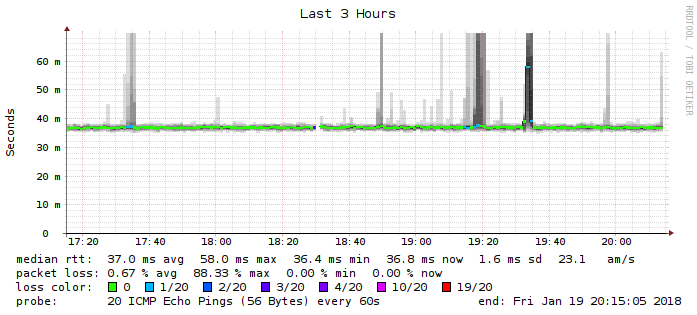 Last 3 Hours
RRDTOOL / TOBI OETIKER
Seconds
60 m
50 m
40 m
30 m
20 m
10 m
0
17:20 17:40 18:00 18:20 18:40 19:00 19:20 19:40 20:00
median rtt: 37.0 ms avg 58.0 ms max 36.4 ms min 36.8 ms now 1.6 ms sd 23.1 am/s
packet loss: 0.67 % avg 88.33 % max 0.00 % min 0.00 % now
loss color: 0 1/20 2/20 3/20 4/20 10/20 19/20
probe: 20 ICMP Echo Pings (56 Bytes) every 60s end: Fri Jan 19 20:15:05 2018